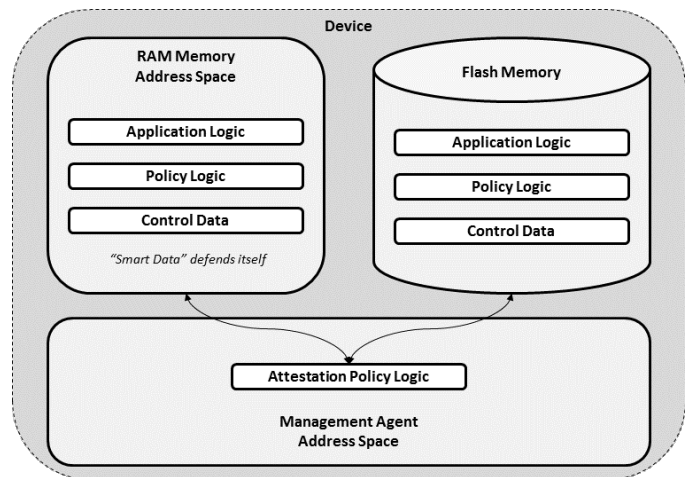 Device
RAM Memory
Address Space
Application Logic
Policy Logic
Control Data
“Smart Data” defends itself
Flash Memory
Application Logic
Policy Logic
Control Data
Attestation Policy Logic
Management Agent
Address Space